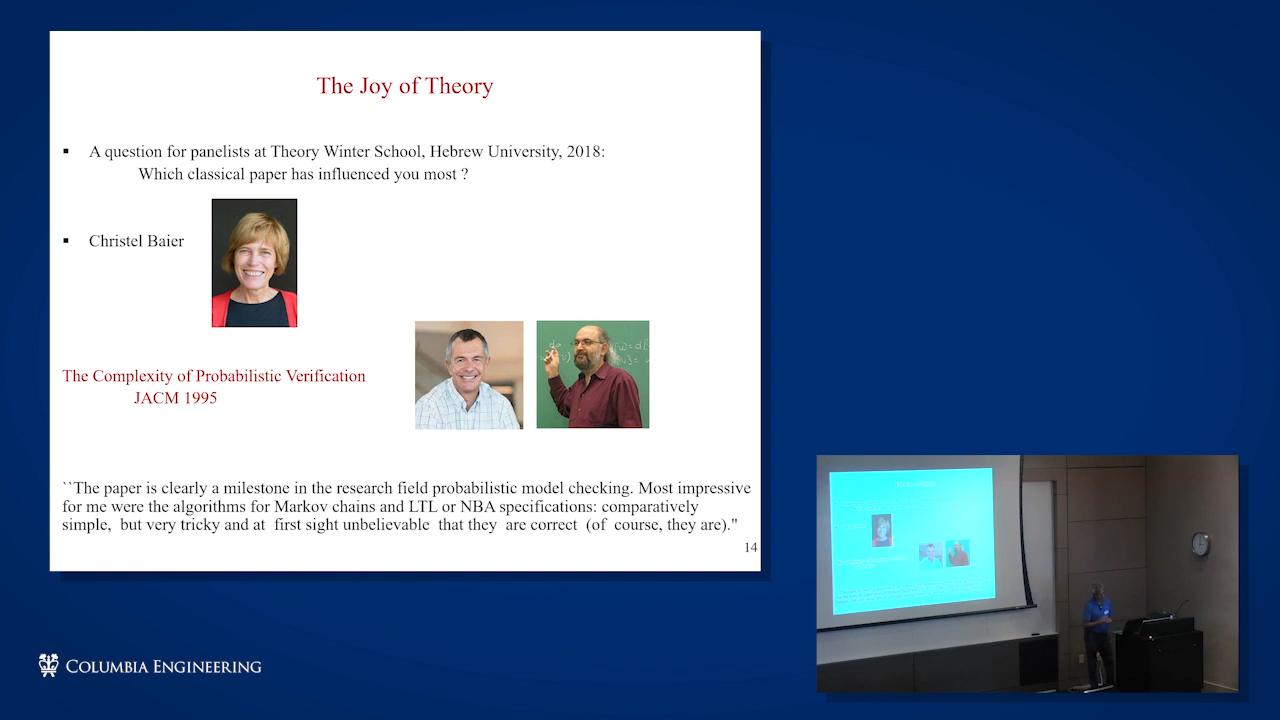 The Joy of Theory
▪ A question for panelists at Theory Winter School, Hebrew University, 2018:
Which classical paper has influenced you most ?
▪ Christel Baier
The Complexity of Probabilistic Verification
JACM 1995
``The paper is clearly a milestone in the research field probabilistic model checking. Most impressive
for me were the algorithms for Markov chains and LTL or NBA specifications: comparatively
simple, but very tricky and at first sight unbelievable that they are correct (of course, they are)."
14
COLUMBIA ENGINEERING